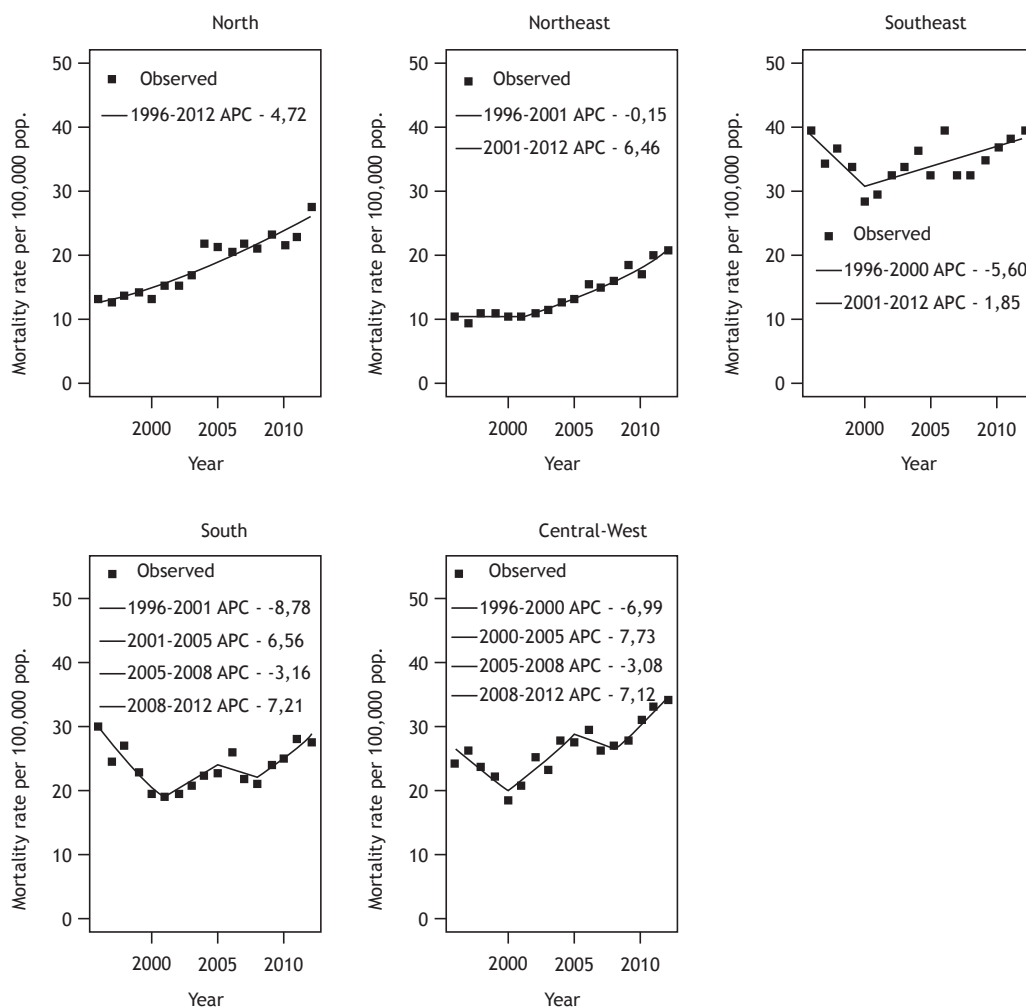 North
Mortality rate per 100,000 pop.
50
40
30
20
10
0
Observed
1996-2012 APC - 4,72
2000
2005
2010
Year
Northeast
Mortality rate per 100,000 pop.
50
40
30
20
10
0
Observed
1996-2001 APC - -0,15
2001-2012 APC - 6,46
2000
2005
2010
Year
Southeast
Mortality rate per 100,000 pop.
50
40
30
20
10
0
Observed
1996-2000 APC - -5,60
2001-2012 APC - 1,85
2000
2005
2010
Year
South
Mortality rate per 100,000 pop.
50
40
30
20
10
0
Observed
1996-2001 APC - -8,78
2001-2005 APC - 6,56
2005-2008 APC - -3,16
2008-2012 APC - 7,21
2000
2005
2010
Year
Central-West
Mortality rate per 100,000 pop.
50
40
30
20
10
0
Observed
1996-2000 APC - -6,99
2000-2005 APC - 7,73
2005-2008 APC - -3,08
2008-2012 APC - 7,12
2000
2005
2010
Year